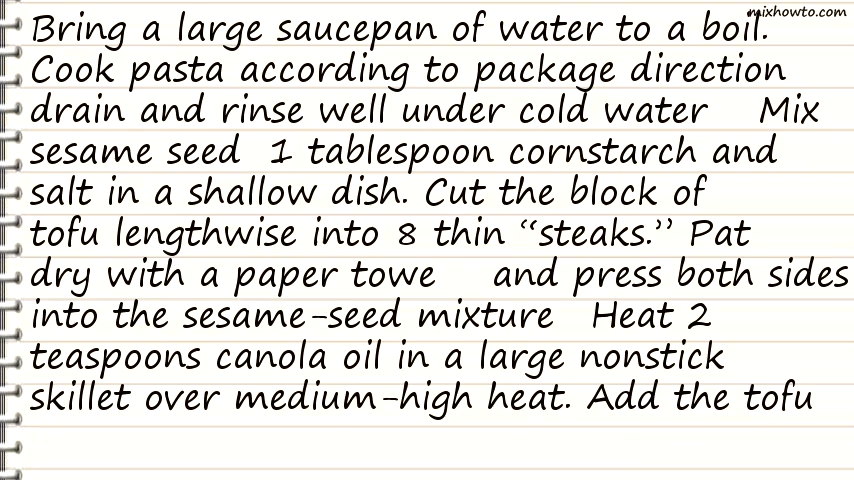 mixhowto.com
Bring a large saucepan of water to a boil.
Cook pasta according to package direction
drain and rinse well under cold water Mix
sesame seed 1 tablespoon cornstarch and
salt in a shallow dish. Cut the block of
tofu lengthwise into 8 thin “steaks.” Pat
dry with a paper towe and press both sides
into the sesame-seed mixture Heat 2
teaspoons canola oil in a large nonstick
skillet over medium-high heat. Add the tofu